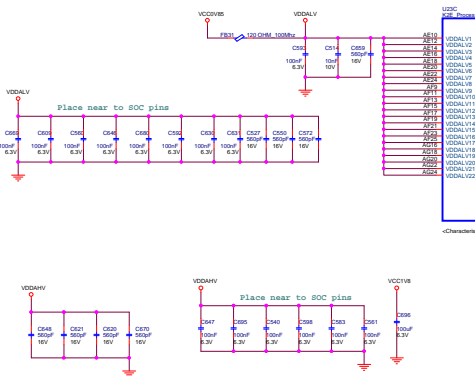 U23C
K2E_Process
VCC0V85
VDDALV
FB31
120 OHM_100Mhz
C593
100nF
6.3V
C514
10nF
10V
C659
560pF
16V
AE10
AE12
AE14
AE16
AE18
AE20
AE22
AE24
AF9
AF11
AF13
AF15
AF17
AF19
AF21
AF23
AF25
AG16
AG18
AG20
AG22
AG24
VDDALV1
VDDALV2
VDDALV3
VDDALV4
VDDALV5
VDDALV6
VDDALV7
VDDALV8
VDDALV9
VDDALV10
VDDALV11
VDDALV12
VDDALV13
VDDALV14
VDDALV15
VDDALV16
VDDALV17
VDDALV18
VDDALV19
VDDALV20
VDDALV21
VDDALV22
<Characteris
VDDALV
Place near to SOC pins
C669
100nF
6.3V
C609
100nF
6.3V
C560
100nF
6.3V
C646
100nF
6.3V
C680
100nF
6.3V
C592
100nF
6.3V
C630
100nF
6.3V
C631
100nF
6.3V
C527
560pF
16V
C550
560pF
16V
C572
560pF
16V
VDDAHV
C648
560pF
16V
C621
560pF
16V
C620
560pF
16V
C670
560pF
16V
VDDAHV
Place near to SOC pins
C647
100nF
6.3V
C695
100nF
6.3V
C540
100nF
6.3V
C598
100nF
6.3V
C583
100nF
6.3V
C561
100nF
6.3V
VCC1V8
C696
100uF
6.3V